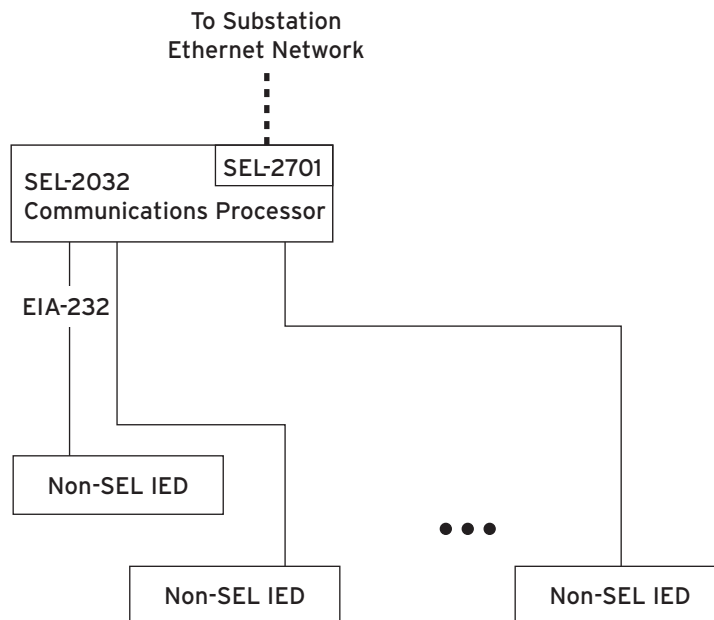 To Substation
Ethernet Network
SEL-2701
SEL-2032
Communications Processor
EIA-232
Non-SEL IED
Non-SEL IED
Non-SEL IED